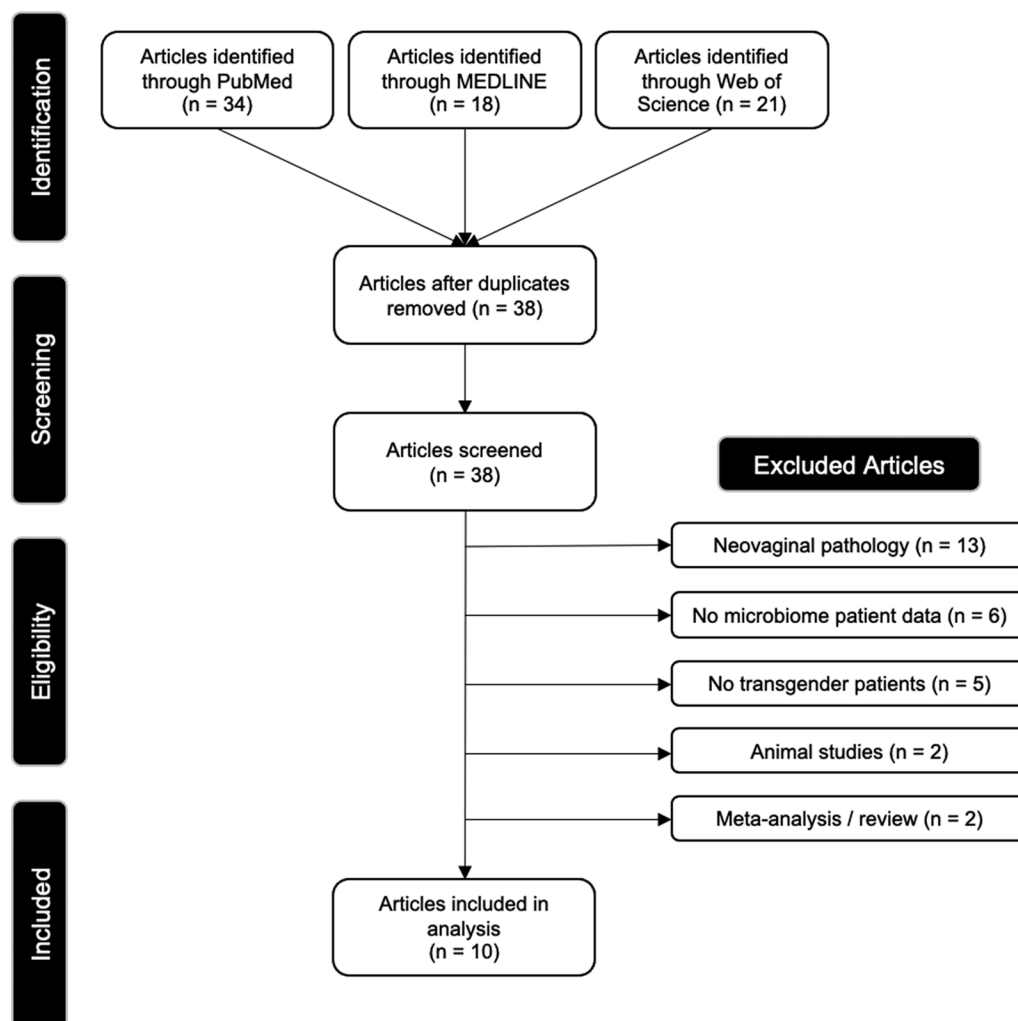 Identification
Articles identified
through PubMed
(n = 34)
Articles identified
through MEDLINE
(n = 18)
Articles identified
through Web of
Science (n = 21)
Articles after duplicates
removed (n = 38)
Screening
Articles screened
(n = 38)
Excluded Articles
Eligibility
Neovaginal pathology (n = 13)
No microbiome patient data (n = 6)
No transgender patients (n = 5)
Animal studies (n = 2)
Meta-analysis / review (n = 2)
Included
Articles included in
analysis
(n = 10)